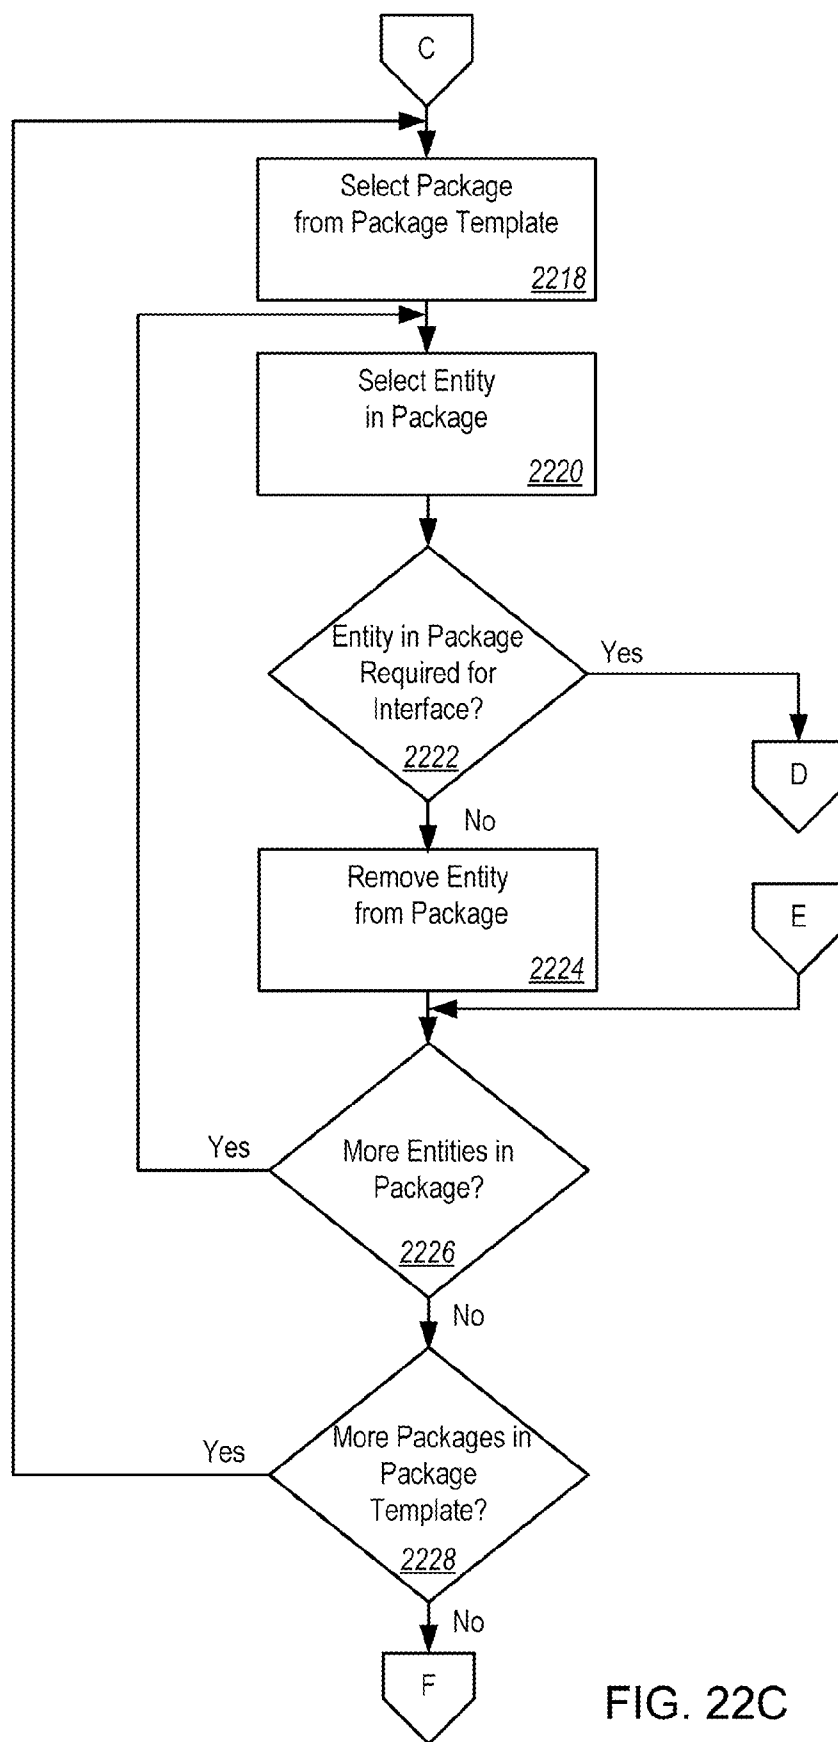 C
Select Package
from Package Template
2218
Select Entity
in Package
2220
Entity in Package
Required for
Interface?
2222
Yes
D
No
Remove Entity
from Package
2224
E
More Entities in
Package?
2226
Yes
No
More Packages in
Package
Template?
2228
Yes
No
F
FIG. 22C